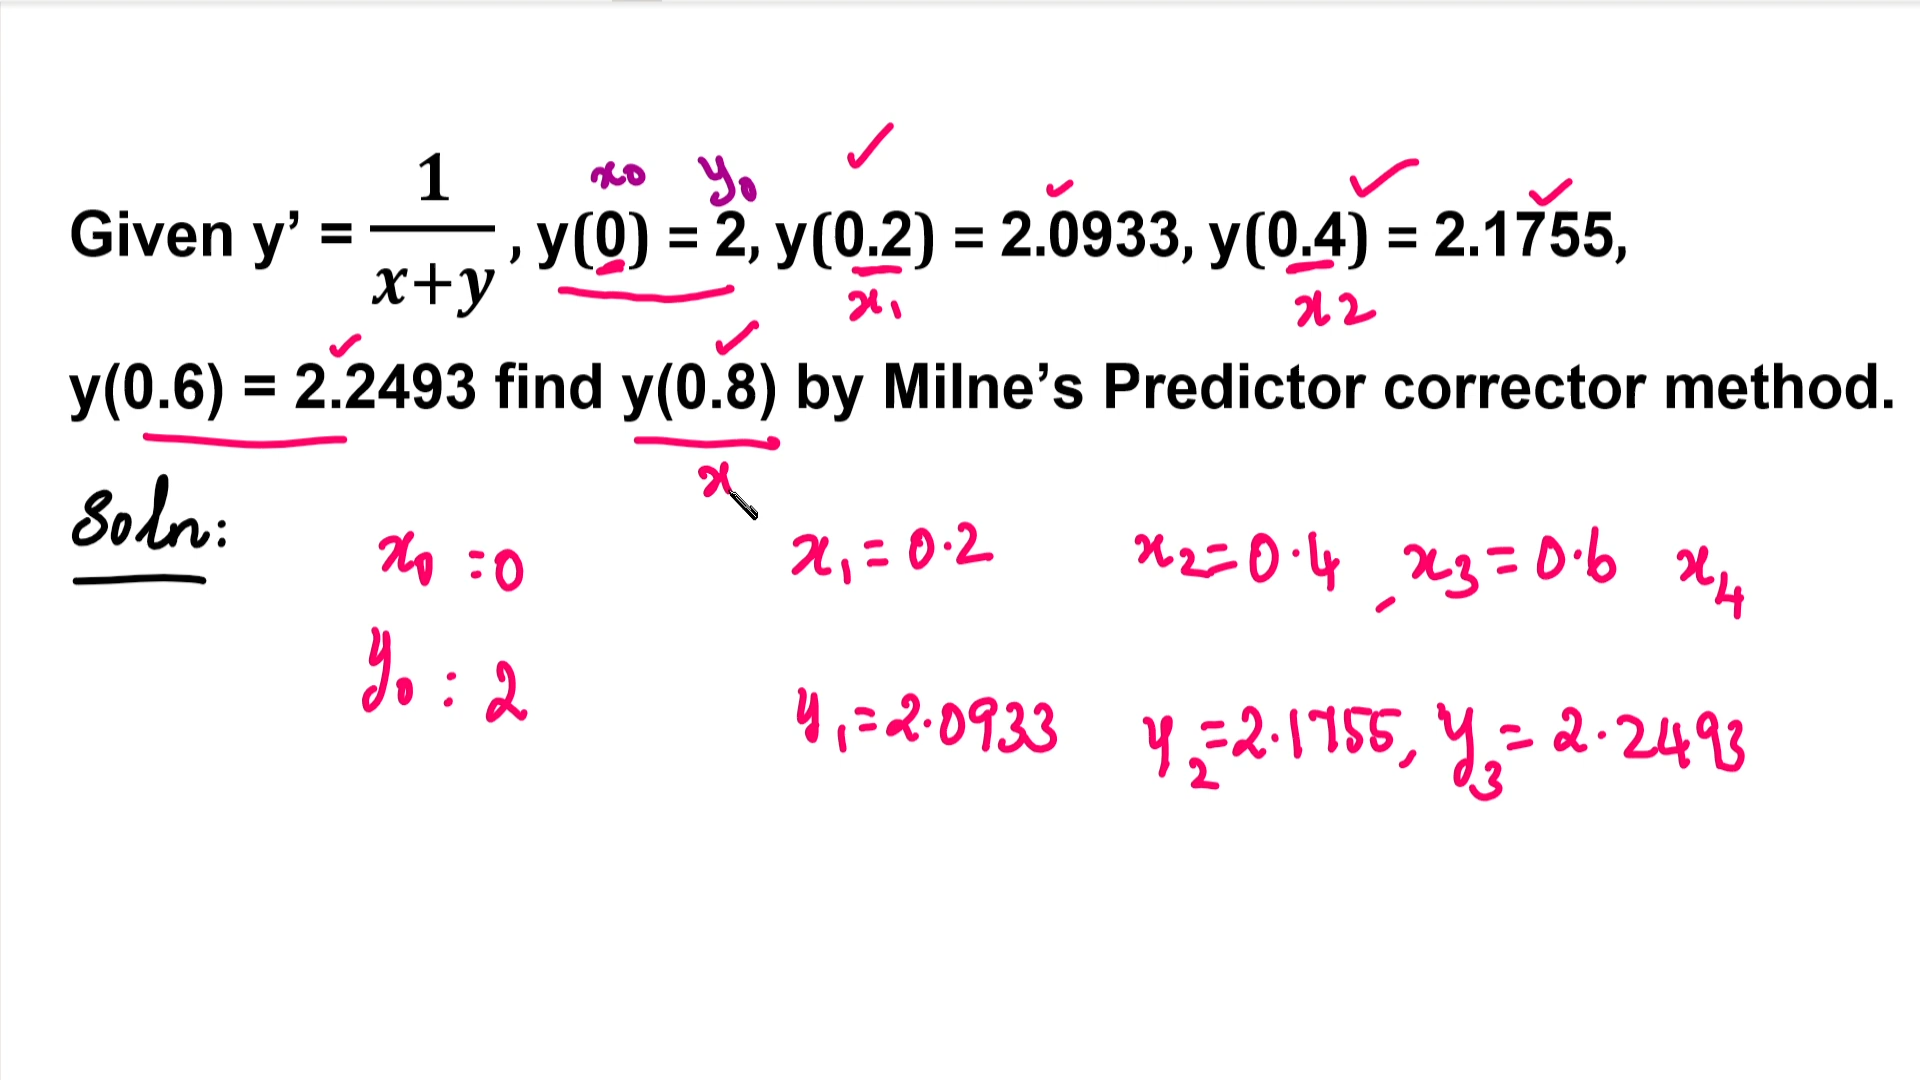 x0 y0
Given y’ = 1/(x+y), y(0) = 2, y(0.2) = 2.0933, y(0.4) = 2.1755,
x1 x2
y(0.6) = 2.2493 find y(0.8) by Milne’s Predictor corrector method.
x
Soln: x0 =0 x1 = 0.2 x2=0.4, x3=0.6 x4
y0 : 2 y1=2.0933 y2=2.1755, y3= 2.2493